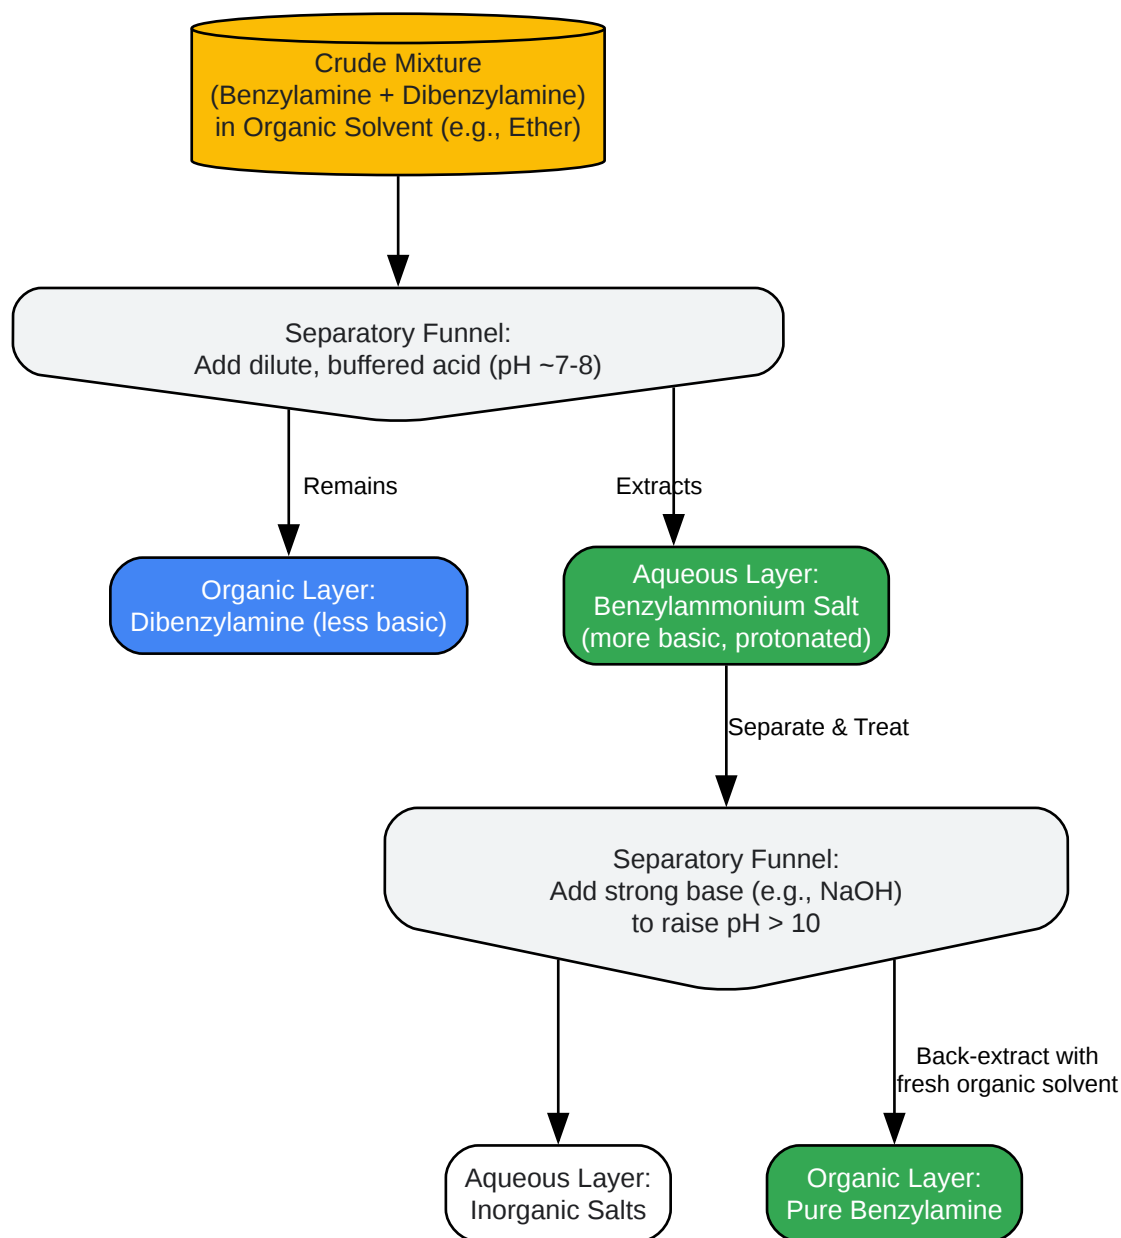 Crude Mixture
(Benzylamine + Dibenzylamine)
in Organic Solvent (e.g., Ether)
Separatory Funnel:
Add dilute, buffered acid (pH ~7-8)
Remains
Extracts
Organic Layer:
Dibenzylamine (less basic)
Aqueous Layer:
Benzylammonium Salt
(more basic, protonated)
Separate & Treat
Separatory Funnel:
Add strong base (e.g., NaOH)
to raise pH > 10
Back-extract with
fresh organic solvent
Aqueous Layer:
Inorganic Salts
Organic Layer:
Pure Benzylamine